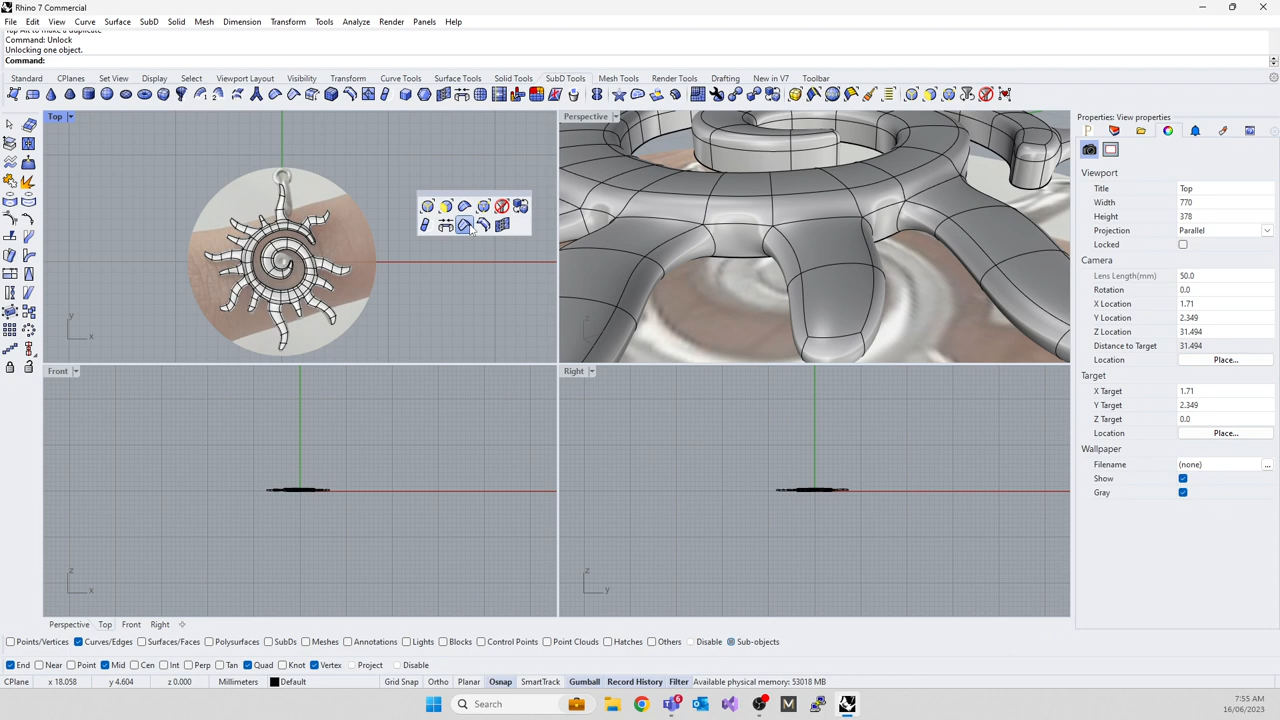 Rhino 7 Commercial
File Edit View Curve Surface SubD Solid Mesh Dimension Transform Tools Analyze Render Panels Help
Tap Alt to make a duplicate
Command: Unlock
Unlocking one object.
Command:
Standard CPlanes Set View Display Select Viewport Layout Visibility Transform Curve Tools Surface Tools Solid Tools SubD Tools Mesh Tools Render Tools Drafting New in V7 Toolbar
Top
Perspective
Properties: View properties
Viewport
Title Top
Width 770
Height 378
Projection Parallel
Locked
Camera
Lens Length(mm) 50.0
Rotation 0.0
X Location 1.71
Y Location 2.349
Z Location 31.494
Distance to Target 31.494
Location Place...
Target
X Target 1.71
Y Target 2.349
Z Target 0.0
Location Place...
Wallpaper
Filename (none) ...
Show
Gray
y
x
z
Front
Right
z
x
z
y
Perspective Top Front Right
Points/Vertices Curves/Edges Surfaces/Faces Polysurfaces SubDs Meshes Annotations Lights Blocks Control Points Point Clouds Hatches Others Disable Sub-objects
End Near Point Mid Cen Int Perp Tan Quad Knot Vertex Project Disable
CPlane x 18.058 y 4.604 z 0.000 Millimeters Default Grid Snap Ortho Planar Osnap SmartTrack Gumball Record History Filter Available physical memory: 53018 MB
Search
7:55 AM
16/06/2023